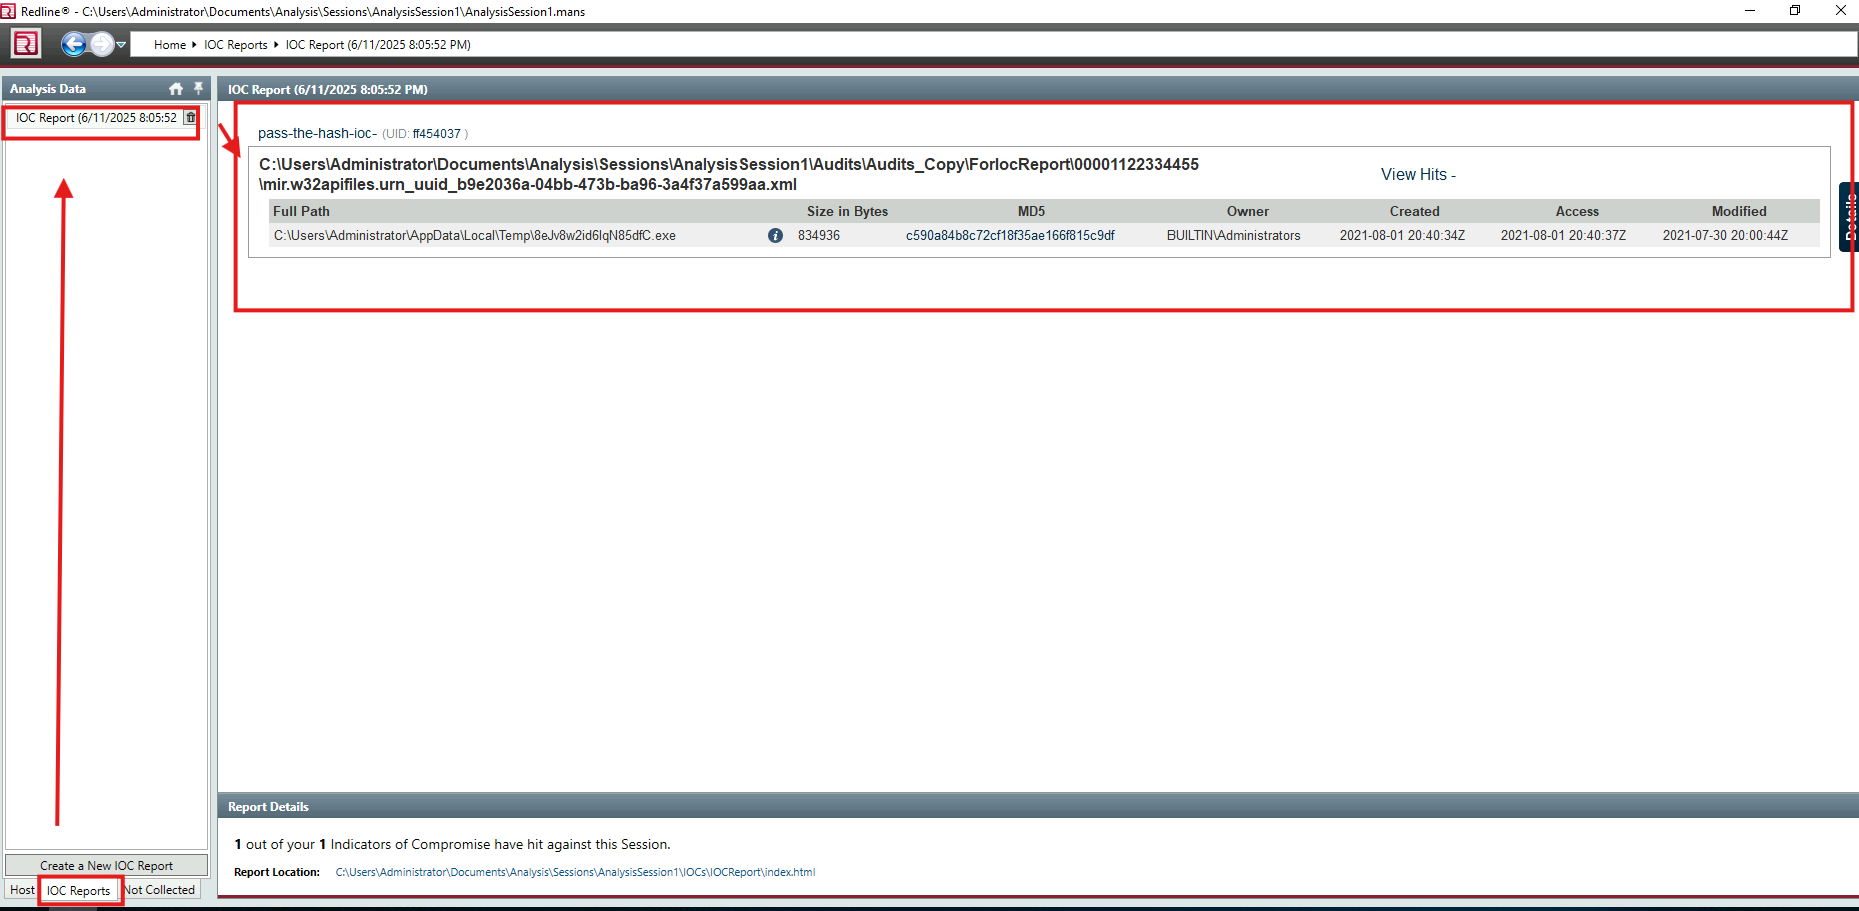 Redline® - C:\Users\Administrator\Documents\Analysis\Sessions\AnalysisSession1\AnalysisSession1.mans
Home ▸ IOC Reports ▸ IOC Report (6/11/2025 8:05:52 PM)
Analysis Data
IOC Report (6/11/2025 8:05:52
IOC Report (6/11/2025 8:05:52 PM)
pass-the-hash-ioc- (UID: ff454037 )
C:\Users\Administrator\Documents\Analysis\Sessions\AnalysisSession1\Audits\Audits_Copy\ForIocReport\00001122334455
\mir.w32apifiles.urn_uuid_b9e2036a-04bb-473b-ba96-3a4f37a599aa.xml
View Hits -
Details
Full Path Size in Bytes MD5 Owner Created Access Modified
C:\Users\Administrator\AppData\Local\Temp\8eJv8w2id6IqN85dfC.exe 834936 c590a84b8c72cf18f35ae166f815c9df BUILTIN\Administrators 2021-08-01 20:40:34Z 2021-08-01 20:40:37Z 2021-07-30 20:00:44Z
Report Details
1 out of your 1 Indicators of Compromise have hit against this Session.
Report Location: C:\Users\Administrator\Documents\Analysis\Sessions\AnalysisSession1\IOCs\IOCReport\index.html
Create a New IOC Report
Host IOC Reports Not Collected